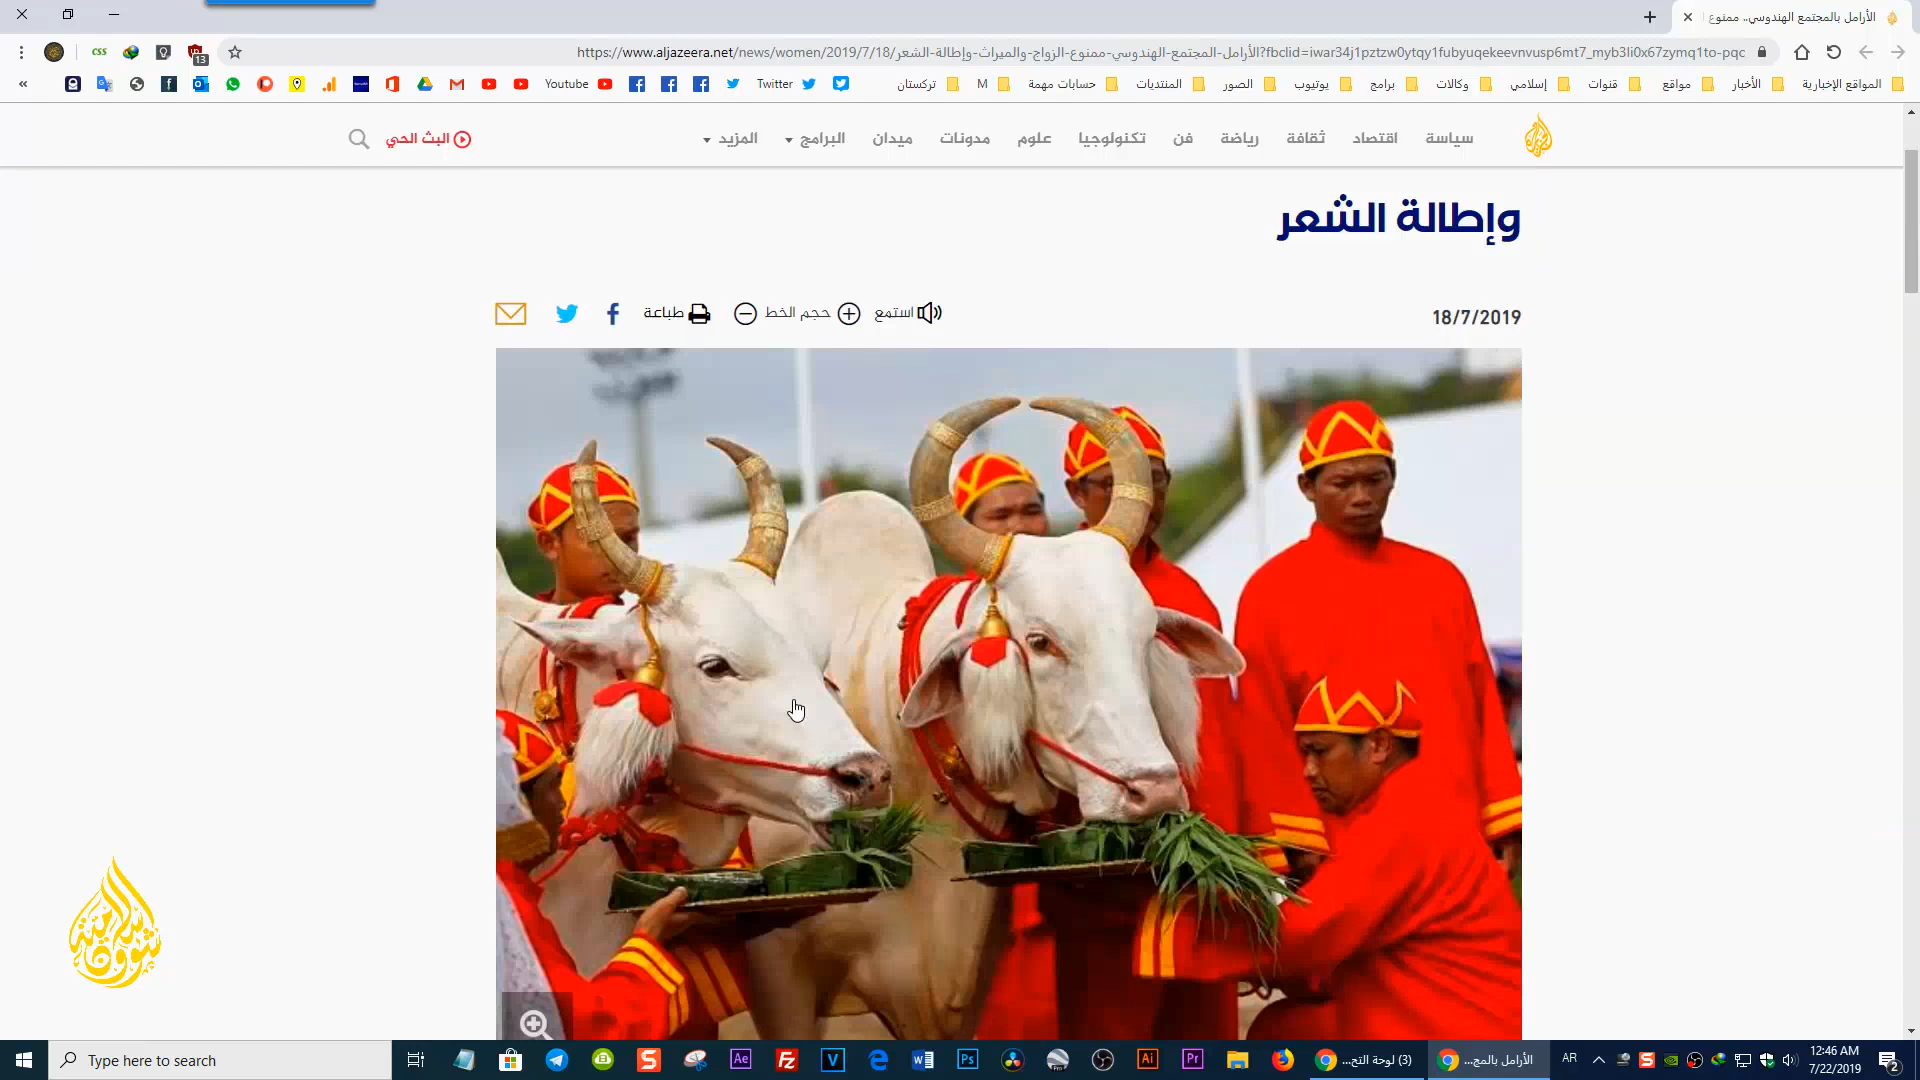 الأرامل بالمجتمع الهندوسي.. ممنوع
https://www.aljazeera.net/news/women/2019/7/18/الأرامل-المجتمع-الهندوسي-ممنوع-الزواج-والميراث-وإطالة-الشعر?fbclid=iwar34j1pztzw0ytqy1fubyuqekeevnvusp6mt7_myb3li0x67zymq1to-pqc
13
المواقع الإخبارية الأخبار مواقع قنوات إسلامي وكالات برامج يوتيوب الصور المنتديات حسابات مهمة M تركستان Twitter Youtube
سياسة اقتصاد ثقافة رياضة فن تكنولوجيا علوم مدونات ميدان البرامج المزيد البث الحي
وإطالة الشعر
18/7/2019
استمع حجم الخط طباعة
شؤون إسلامية
Type here to search
(3) لوحة التح...
الأرامل بالمج...
AR
12:46 AM
7/22/2019
2